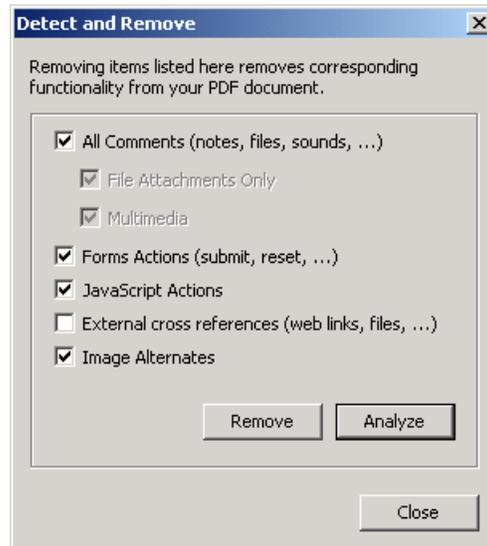 Detect and Remove
Removing items listed here removes corresponding
functionality from your PDF document.
All Comments (notes, files, sounds, ...)
File Attachments Only
Multimedia
Forms Actions (submit, reset, ...)
JavaScript Actions
External cross references (web links, files, ...)
Image Alternates
Remove Analyze
Close